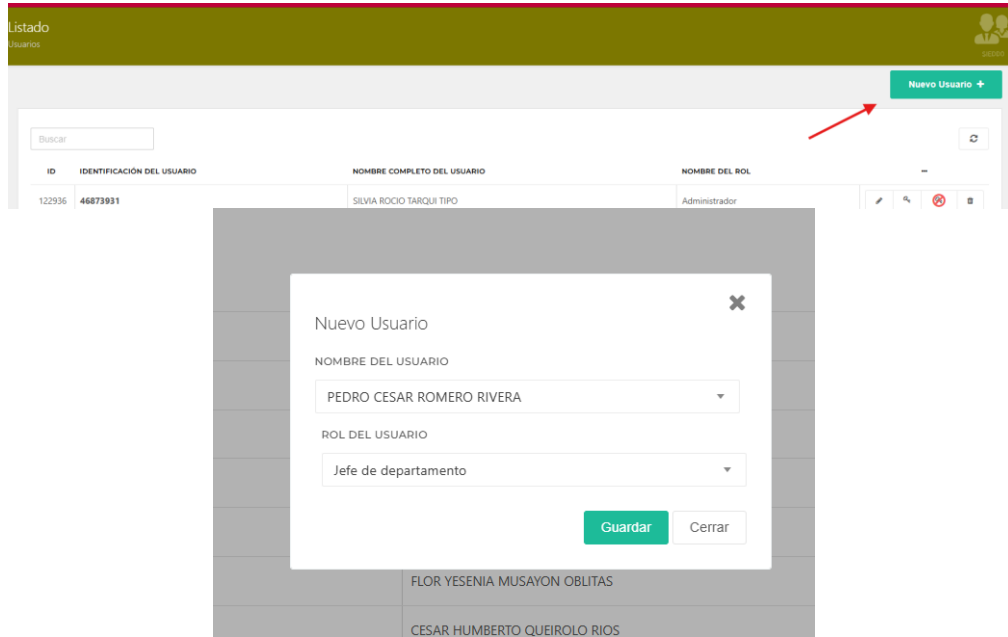 Listado
Usuarios
Nuevo Usuario +
Buscar
ID IDENTIFICACIÓN DEL USUARIO NOMBRE COMPLETO DEL USUARIO NOMBRE DEL ROL ...
122936 46873931 SILVIA ROCIO TARQUI TIPO Administrador
Nuevo Usuario
NOMBRE DEL USUARIO
PEDRO CESAR ROMERO RIVERA
ROL DEL USUARIO
Jefe de departamento
Guardar Cerrar
FLOR YESENIA MUSAYON OBLITAS
CESAR HUMBERTO QUEIROLO RIOS